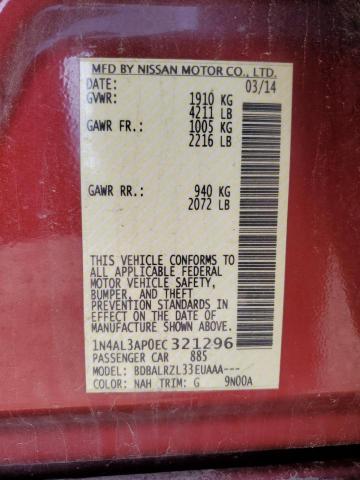 MFD BY NISSAN MOTOR CO., LTD.
DATE: 03/14
GVWR: 1910 KG
4211 LB
GAWR FR.: 1005 KG
2216 LB
GAWR RR.: 940 KG
2072 LB
THIS VEHICLE CONFORMS TO
ALL APPLICABLE FEDERAL
MOTOR VEHICLE SAFETY,
BUMPER, AND THEFT
PREVENTION STANDARDS IN
EFFECT ON THE DATE OF
MANUFACTURE SHOWN ABOVE.
1N4AL3AP0EC 321296
PASSENGER CAR 885
MODEL: BDBALRZL33EUAAA---
COLOR: NAH TRIM: G 9N00A